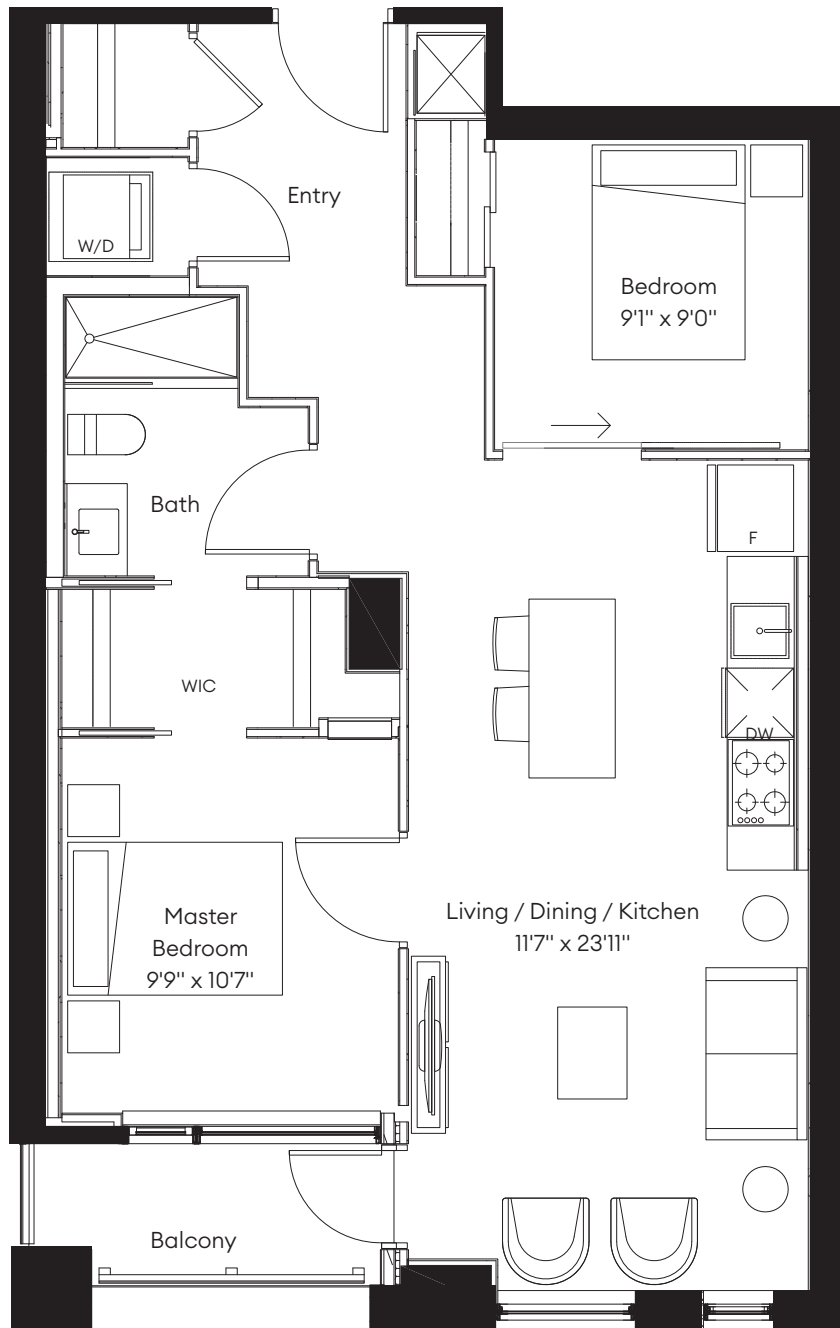 Entry
W/D
Bedroom
9'1" x 9'0"
Bath
F
WIC
DW
Living / Dining / Kitchen
11'7" x 23'11"
Master
Bedroom
9'9" x 10'7"
Balcony